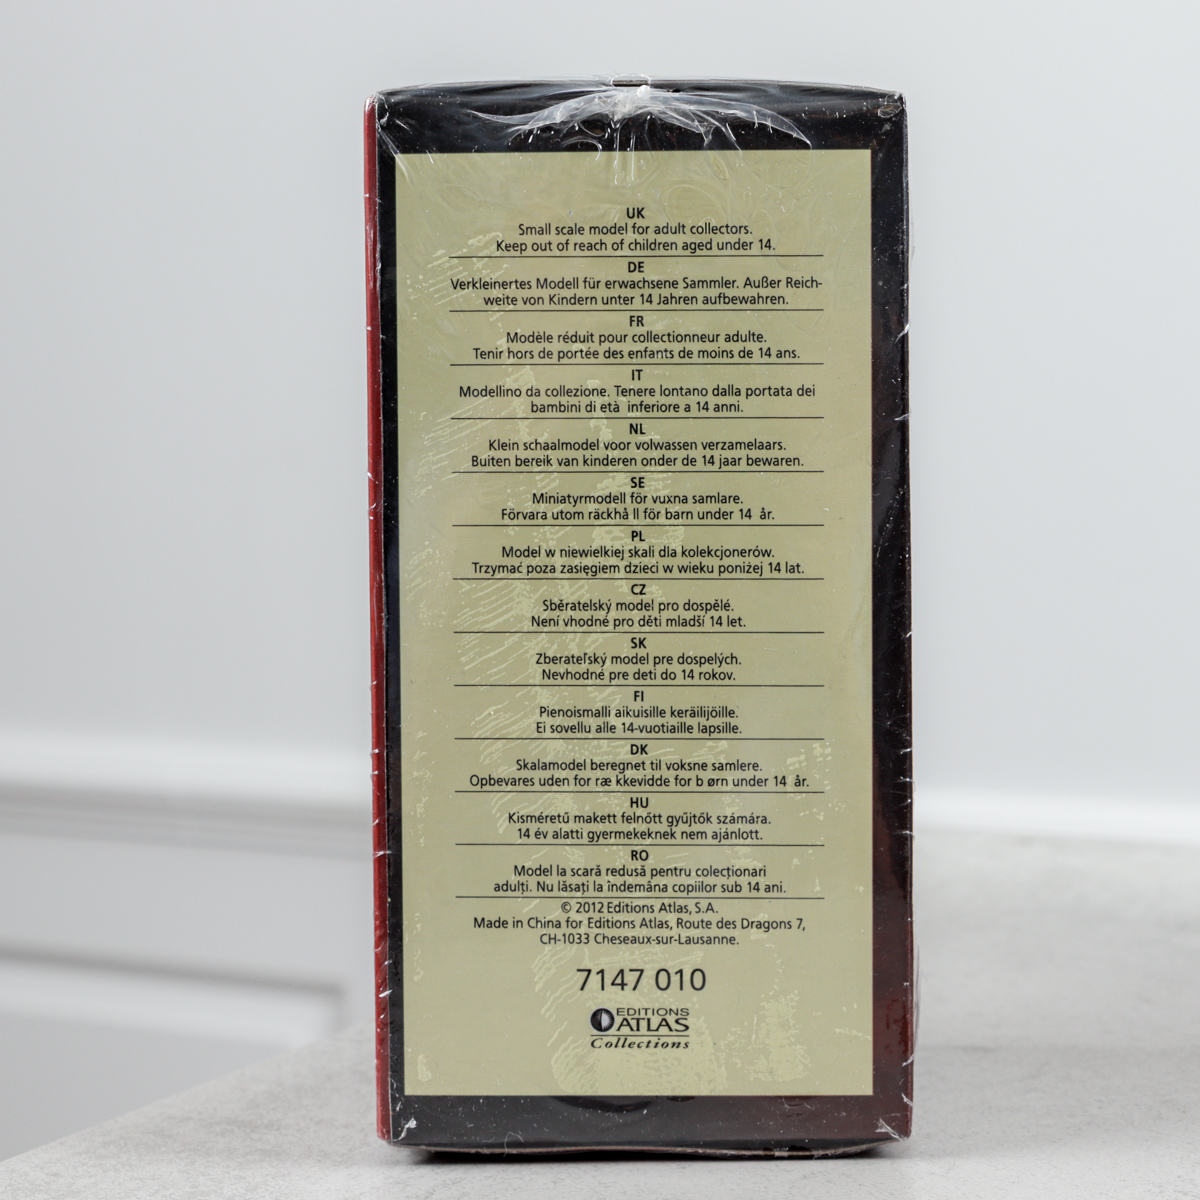 UK
Small scale model for adult collectors.
Keep out of reach of children aged under 14.
DE
Verkleinertes Modell für erwachsene Sammler. Außer Reich-
weite von Kindern unter 14 Jahren aufbewahren.
FR
Modèle réduit pour collectionneur adulte.
Tenir hors de portée des enfants de moins de 14 ans.
IT
Modellino da collezione. Tenere lontano dalla portata dei
bambini di età inferiore a 14 anni.
NL
Klein schaalmodel voor volwassen verzamelaars.
Buiten bereik van kinderen onder de 14 jaar bewaren.
SE
Miniatyrmodell för vuxna samlare.
Förvara utom räckhå ll för barn under 14 år.
PL
Model w niewielkiej skali dla kolekcjonerów.
Trzymać poza zasięgiem dzieci w wieku poniżej 14 lat.
CZ
Sběratelský model pro dospělé.
Není vhodné pro děti mladší 14 let.
SK
Zberateľský model pre dospelých.
Nevhodné pre deti do 14 rokov.
FI
Pienoismalli aikuisille keräilijöille.
Ei sovellu alle 14-vuotiaille lapsille.
DK
Skalamodel beregnet til voksne samlere.
Opbevares uden for ræ kkevidde for b ørn under 14 år.
HU
Kisméretű makett felnőtt gyűjtők számára.
14 év alatti gyermekeknek nem ajánlott.
RO
Model la scară redusă pentru colecționari
adulți. Nu lăsați la îndemâna copiilor sub 14 ani.
© 2012 Editions Atlas, S.A.
Made in China for Editions Atlas, Route des Dragons 7,
CH-1033 Cheseaux-sur-Lausanne.
7147 010
EDITIONS
ATLAS
Collections